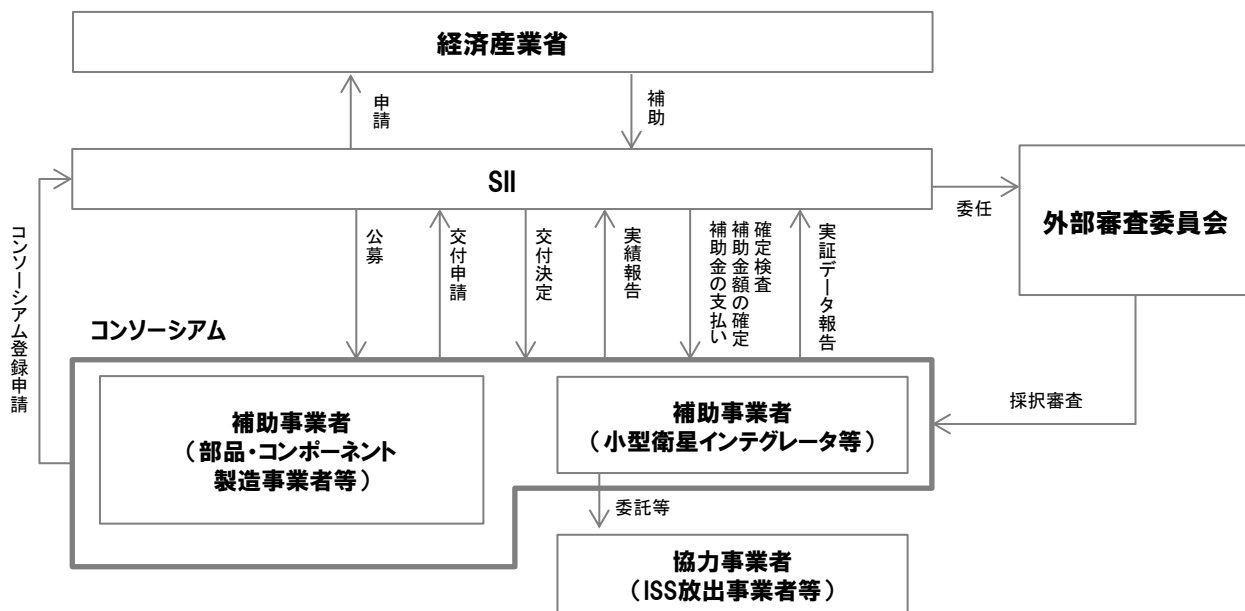 経済産業省
申請
補助
SII
委任
外部審査委員会
コンソーシアム登録申請
公募
交付申請
交付決定
実績報告
確定検査
補助金額の確定
補助金の支払い
実証データ報告
コンソーシアム
採択審査
補助事業者
（部品・コンポーネント
製造事業者等）
補助事業者
（小型衛星インテグレータ等）
委託等
協力事業者
（ISS放出事業者等）